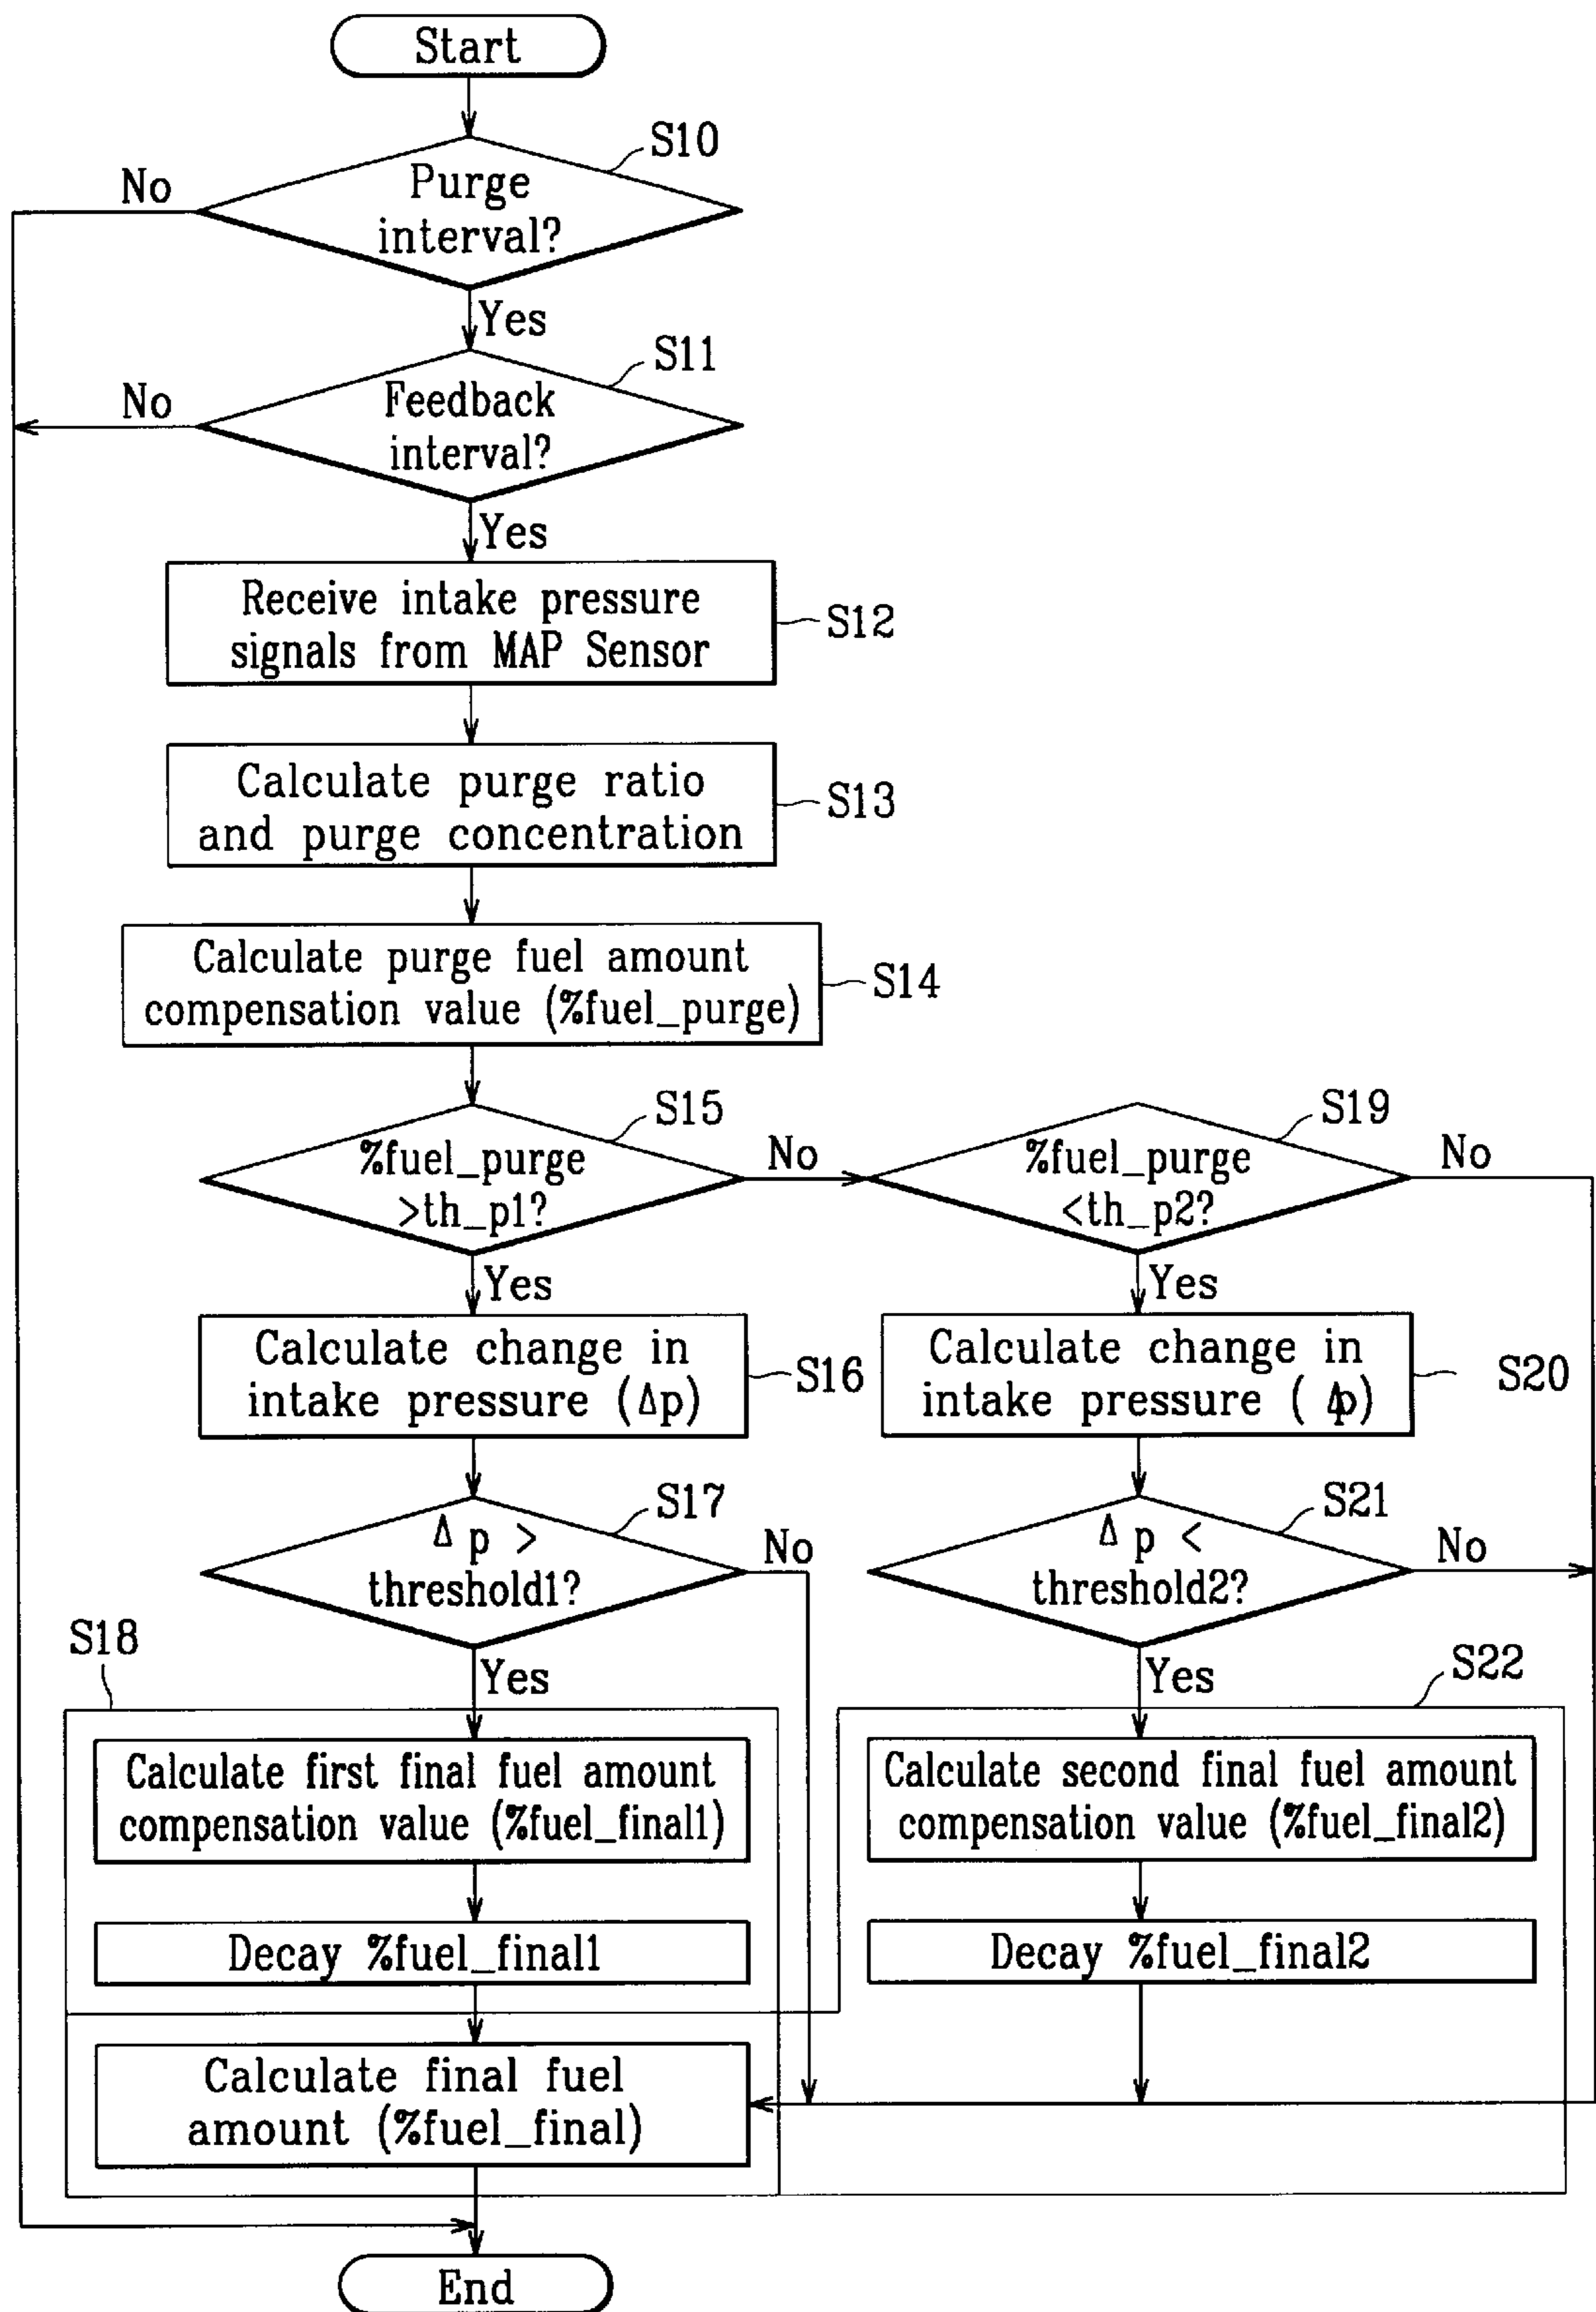 Start
S10
No
Purge
interval?
Yes
S11
No
Feedback
interval?
Yes
Receive intake pressure
signals from MAP Sensor
S12
Calculate purge ratio
and purge concentration
S13
Calculate purge fuel amount
compensation value (%fuel_purge)
S14
S15
%fuel_purge
>th_p1?
No
S19
%fuel_purge
<th_p2?
No
Yes
Yes
Calculate change in
intake pressure (Δp)
S16
Calculate change in
intake pressure ( Δp)
S20
S17
Δ p >
threshold1?
No
S21
Δ p <
threshold2?
No
S18
Yes
Yes
S22
Calculate first final fuel amount
compensation value (%fuel_final1)
Calculate second final fuel amount
compensation value (%fuel_final2)
Decay %fuel_final1
Decay %fuel_final2
Calculate final fuel
amount (%fuel_final)
End